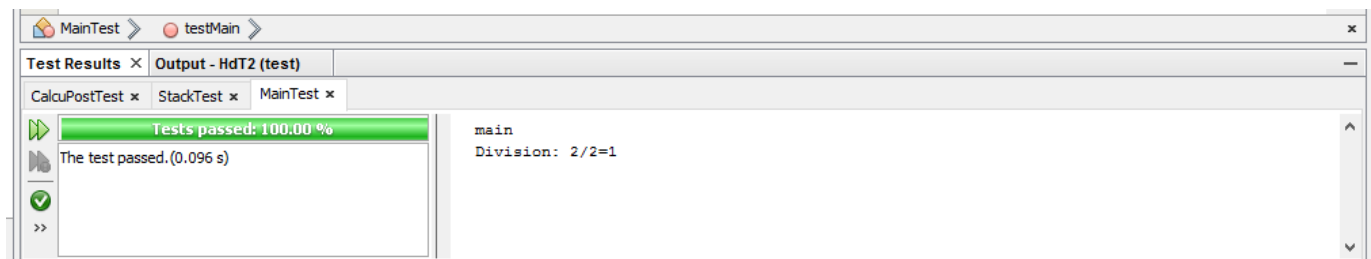 MainTest testMain
Test Results Output - HdT2 (test)
CalcuPostTest StackTest MainTest
Tests passed: 100.00 %
The test passed.(0.096 s)
main
Division: 2/2=1